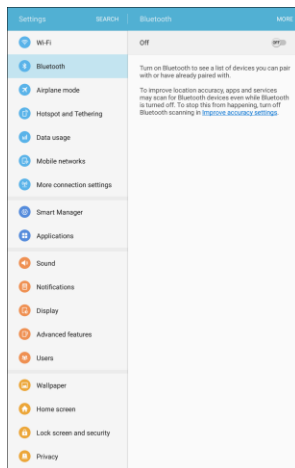 Settings
SEARCH
Bluetooth
MORE
Wi-Fi
Bluetooth
Airplane mode
Hotspot and Tethering
Data usage
Mobile networks
More connection settings
Smart Manager
Applications
Sound
Notifications
Display
Advanced features
Users
Wallpaper
Home screen
Lock screen and security
Privacy
Off
OFF
Turn on Bluetooth to see a list of devices you can pair
with or have already paired with.
To improve location accuracy, apps and services
may scan for Bluetooth devices even while Bluetooth
is turned off. To stop this from happening, turn off
Bluetooth scanning in Improve accuracy settings.